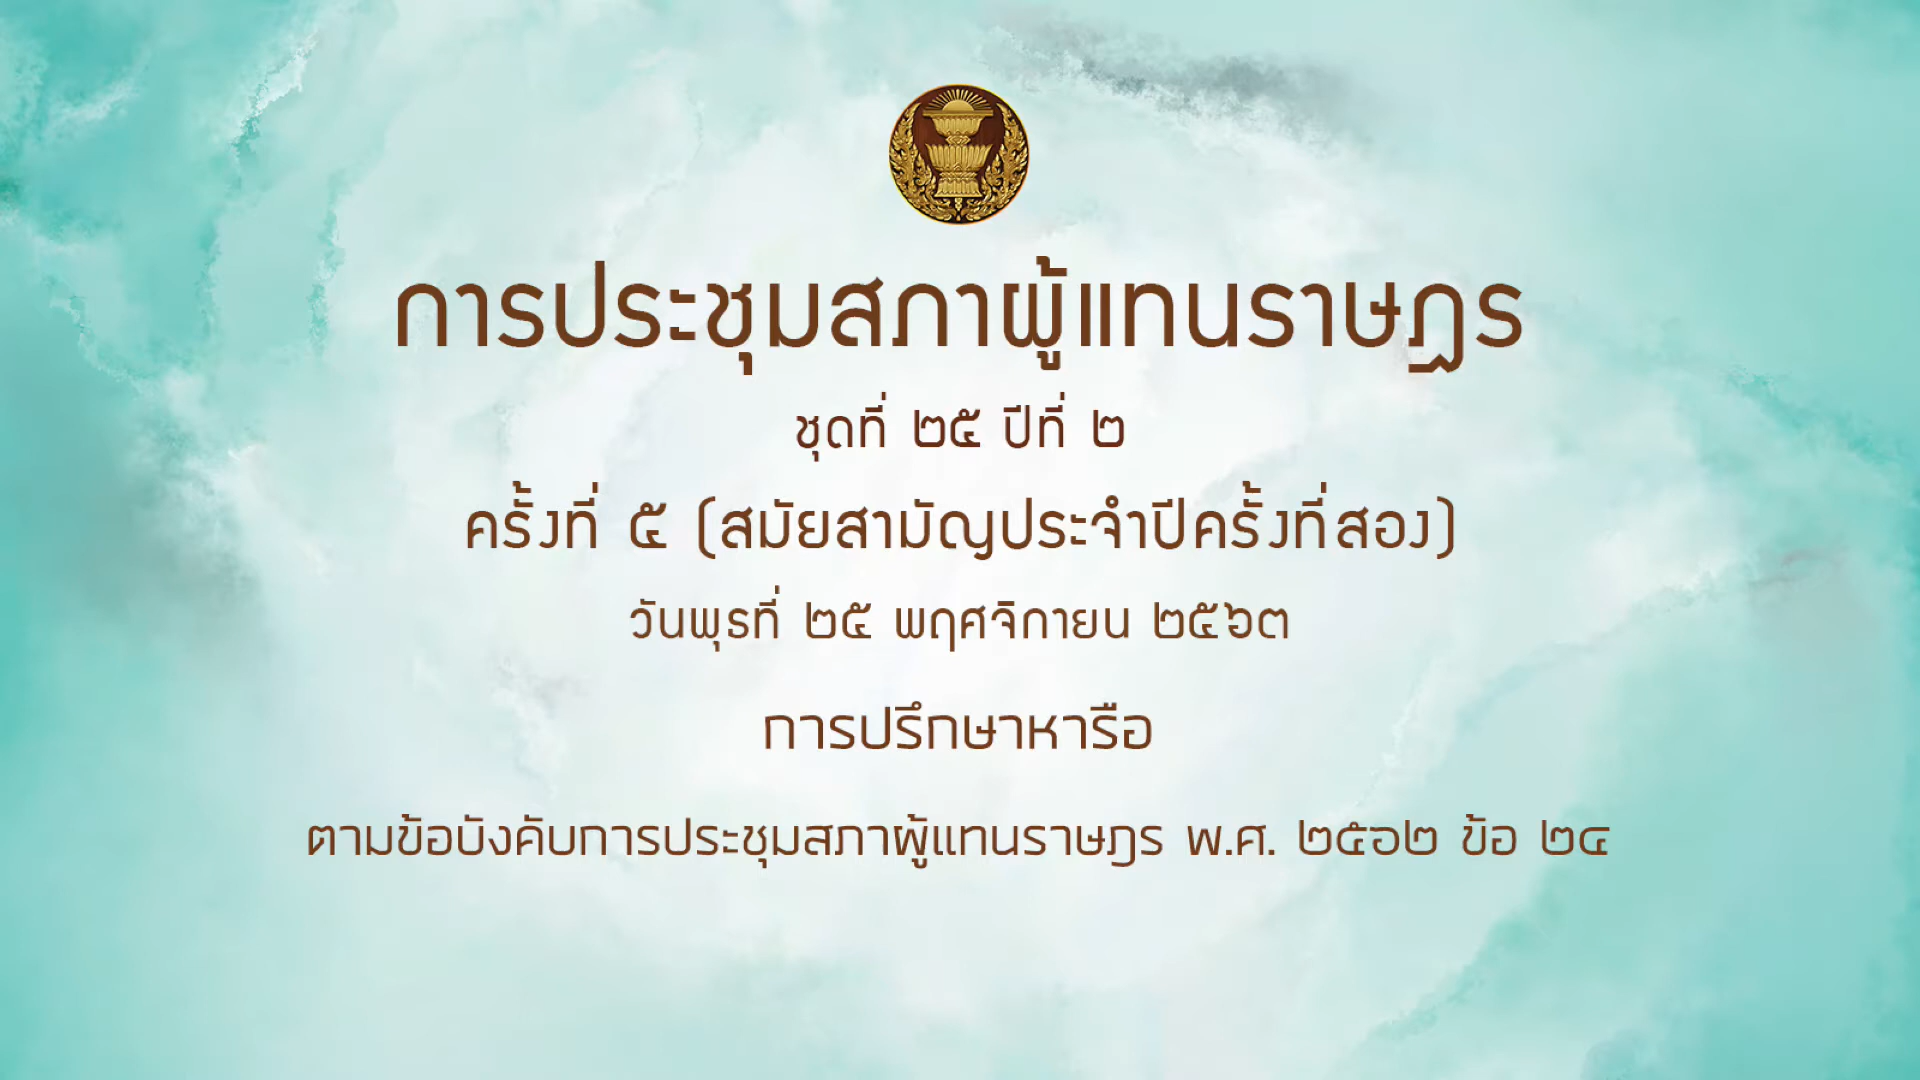 การประชุมสภาผู้แทนราษฎร
ชุดที่ ๒๕ ปีที่ ๒
ครั้งที่ ๕ (สมัยสามัญประจำปีครั้งที่สอง)
วันพุธที่ ๒๕ พฤศจิกายน ๒๕๖๓
การปรึกษาหารือ
ตามข้อบังคับการประชุมสภาผู้แทนราษฎร พ.ศ. ๒๕๖๒ ข้อ ๒๔